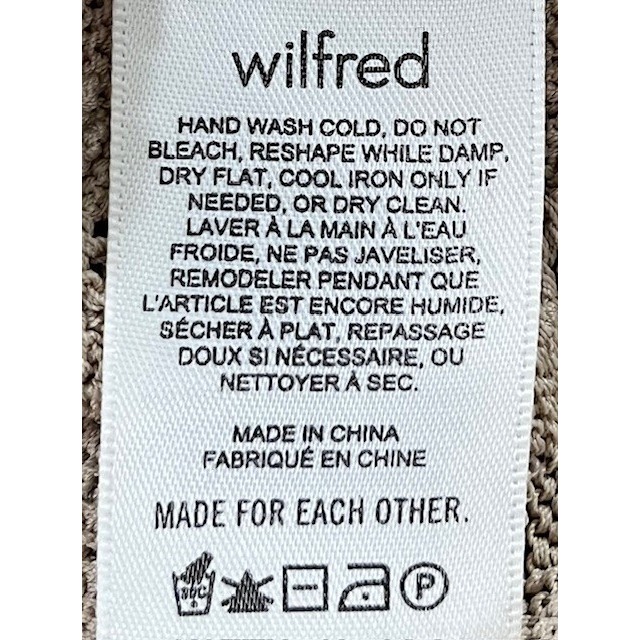 wilfred
HAND WASH COLD, DO NOT
BLEACH, RESHAPE WHILE DAMP,
DRY FLAT, COOL IRON ONLY IF
NEEDED, OR DRY CLEAN.
LAVER À LA MAIN À L'EAU
FROIDE, NE PAS JAVELISER,
REMODELER PENDANT QUE
L'ARTICLE EST ENCORE HUMIDE,
SÉCHER À PLAT, REPASSAGE
DOUX SI NÉCESSAIRE, OU
NETTOYER À SEC.
MADE IN CHINA
FABRIQUÉ EN CHINE
MADE FOR EACH OTHER.
P